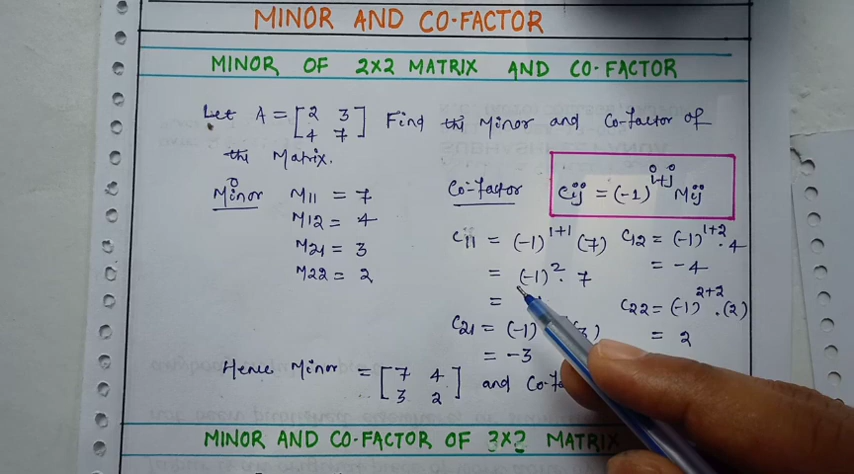 MINOR AND CO-FACTOR
MINOR OF 2x2 MATRIX AND CO-FACTOR
Let A = [2 3
4 7] Find the Minor and Co-factor of
the Matrix.
Minor
M11 = 7
M12 = 4
M21 = 3
M22 = 2
Co-factor
Cij = (-1)^i+j Mij
C11 = (-1)^1+1 (7)
= (-1)^2 . 7
=
C12 = (-1)^1+2 . 4
= -4
C21 = (-1) (3)
= -3
C22 = (-1)^2+2 . (2)
= 2
Hence Minor = [7 4
3 2] and
MINOR AND CO-FACTOR OF 3x3 MATRIX